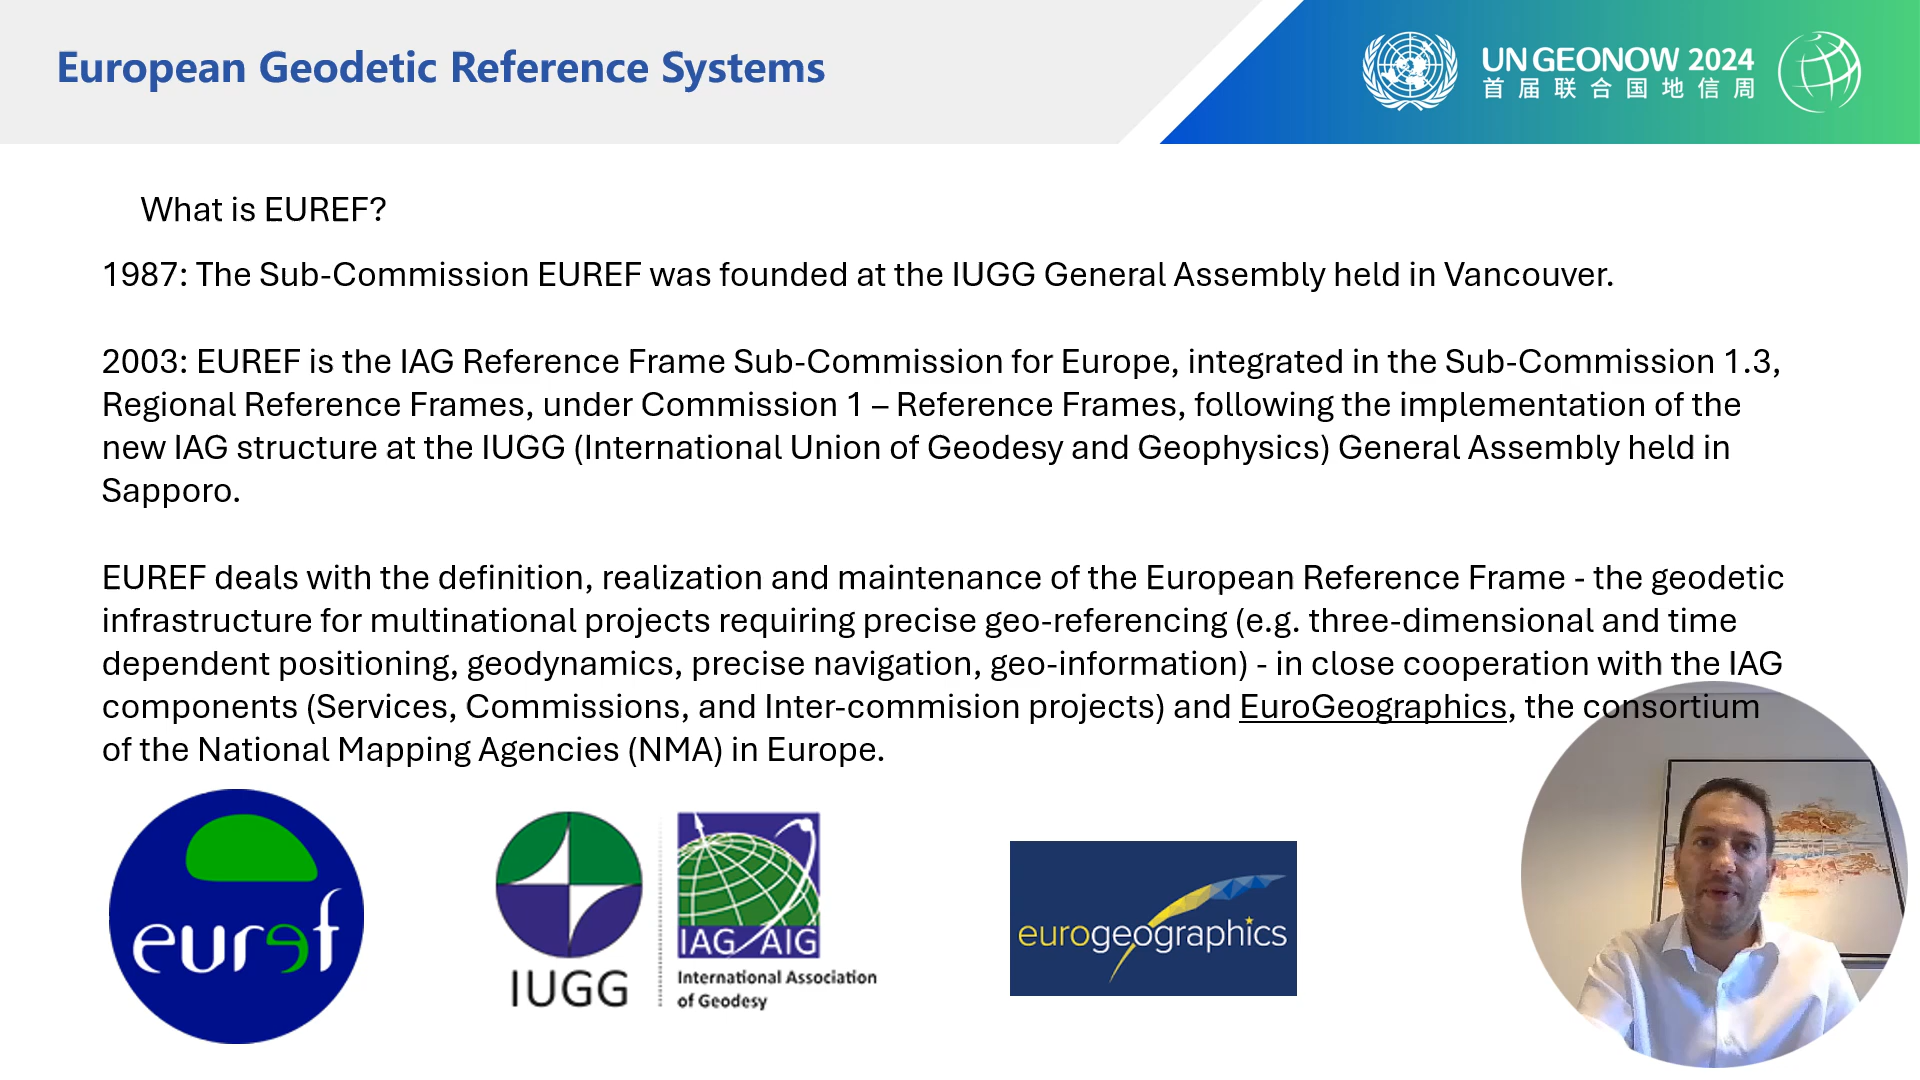 European Geodetic Reference Systems
UN GEONOW 2024
首届联合国地信周
What is EUREF?
1987: The Sub-Commission EUREF was founded at the IUGG General Assembly held in Vancouver.
2003: EUREF is the IAG Reference Frame Sub-Commission for Europe, integrated in the Sub-Commission 1.3,
Regional Reference Frames, under Commission 1 – Reference Frames, following the implementation of the
new IAG structure at the IUGG (International Union of Geodesy and Geophysics) General Assembly held in
Sapporo.
EUREF deals with the definition, realization and maintenance of the European Reference Frame - the geodetic
infrastructure for multinational projects requiring precise geo-referencing (e.g. three-dimensional and time
dependent positioning, geodynamics, precise navigation, geo-information) - in close cooperation with the IAG
components (Services, Commissions, and Inter-commision projects) and EuroGeographics, the consortium
of the National Mapping Agencies (NMA) in Europe.
euref
IUGG
IAG AIG
International Association
of Geodesy
eurogeographics